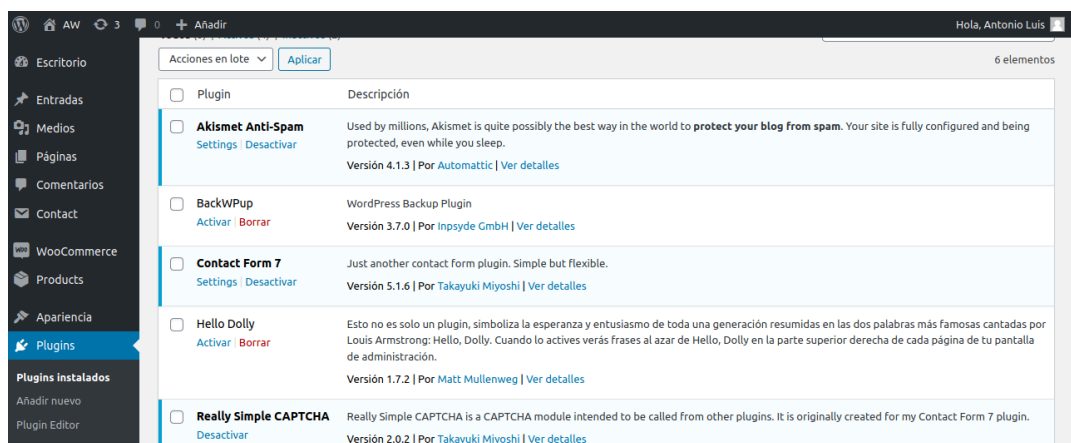 AW 3 0 Añadir Hola, Antonio Luis
Escritorio
Entradas
Medios
Páginas
Comentarios
Contact
WooCommerce
Products
Apariencia
Plugins
Plugins instalados
Añadir nuevo
Plugin Editor
Acciones en lote Aplicar 6 elementos
Plugin Descripción
Akismet Anti-Spam
Settings | Desactivar
Used by millions, Akismet is quite possibly the best way in the world to protect your blog from spam. Your site is fully configured and being
protected, even while you sleep.
Versión 4.1.3 | Por Automattic | Ver detalles
BackWPup
Activar | Borrar
WordPress Backup Plugin
Versión 3.7.0 | Por Inpsyde GmbH | Ver detalles
Contact Form 7
Settings | Desactivar
Just another contact form plugin. Simple but flexible.
Versión 5.1.6 | Por Takayuki Miyoshi | Ver detalles
Hello Dolly
Activar | Borrar
Esto no es solo un plugin, simboliza la esperanza y entusiasmo de toda una generación resumidas en las dos palabras más famosas cantadas por
Louis Armstrong: Hello, Dolly. Cuando lo actives verás frases al azar de Hello, Dolly en la parte superior derecha de cada página de tu pantalla
de administración.
Versión 1.7.2 | Por Matt Mullenweg | Ver detalles
Really Simple CAPTCHA
Desactivar
Really Simple CAPTCHA is a CAPTCHA module intended to be called from other plugins. It is originally created for my Contact Form 7 plugin.
Versión 2.0.2 | Por Takayuki Miyoshi | Ver detalles